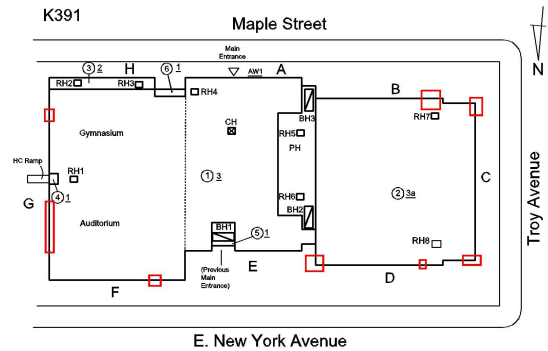 K391
Maple Street
N
Main
Entrance
H
③ 2
⑥ 1
AW1
A
B
RH2
RH3
RH4
BH3
RH7
Gymnasium
CH
RH5
PH
HC Ramp
RH1
④ 1
① 3
② 3a
C
Troy Avenue
G
RH6
BH2
Auditorium
BH1
⑤ 1
RH8
(Previous
Main
Entrance)
E
F
D
E. New York Avenue